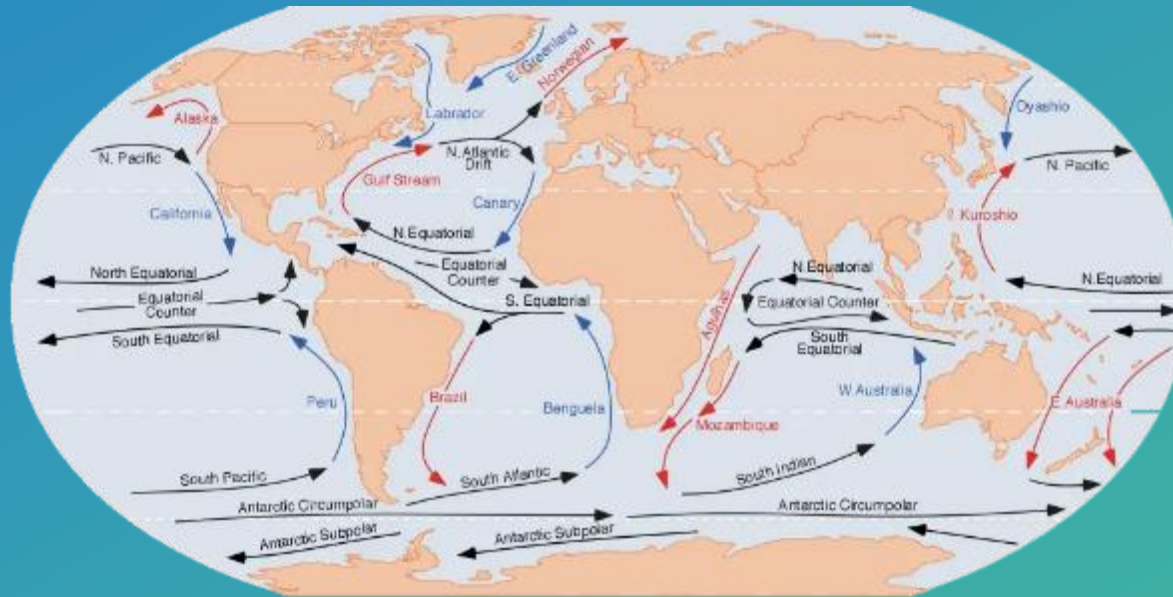 E. Greenland
Norwegian
Labrador
Alaska
Dyashio
N. Pacific
N. Atlantic
Drift
N. Pacific
Gulf Stream
California
Canary
Kuroshio
N. Equatorial
North Equatorial
Equatorial
Counter
N. Equatorial
N. Equatorial
Equatorial
Counter
S. Equatorial
Equatorial Counter
South Equatorial
South
Equatorial
Agulhas
Peru
Brazil
Benguela
W Australia
E Australia
Mozambique
South Pacific
South Atlantic
South Indian
Antarctic Circumpolar
Antarctic Circumpolar
Antarctic Subpolar
Antarctic Subpolar